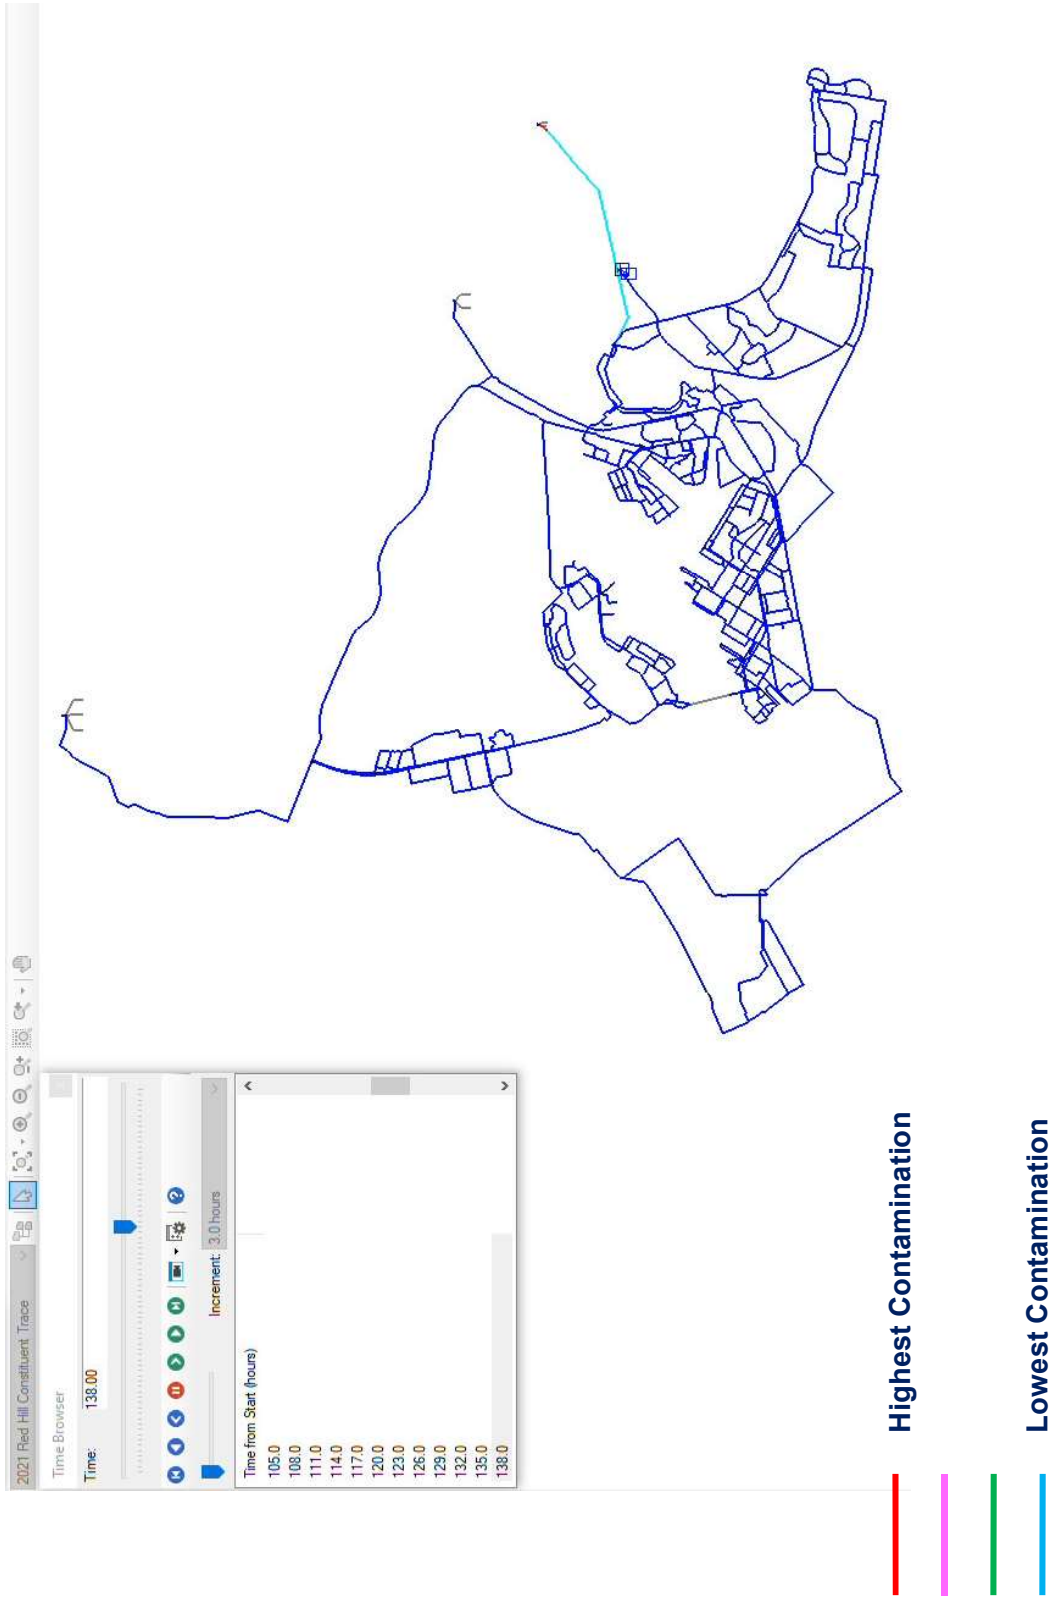 2021 Red Hill Constituent Trace
Time Browser
Time:
138.00
Increment:
3.0 hours
Time from Start (hours)
105.0
108.0
111.0
114.0
117.0
120.0
123.0
126.0
129.0
132.0
135.0
138.0
Highest Contamination
Lowest Contamination